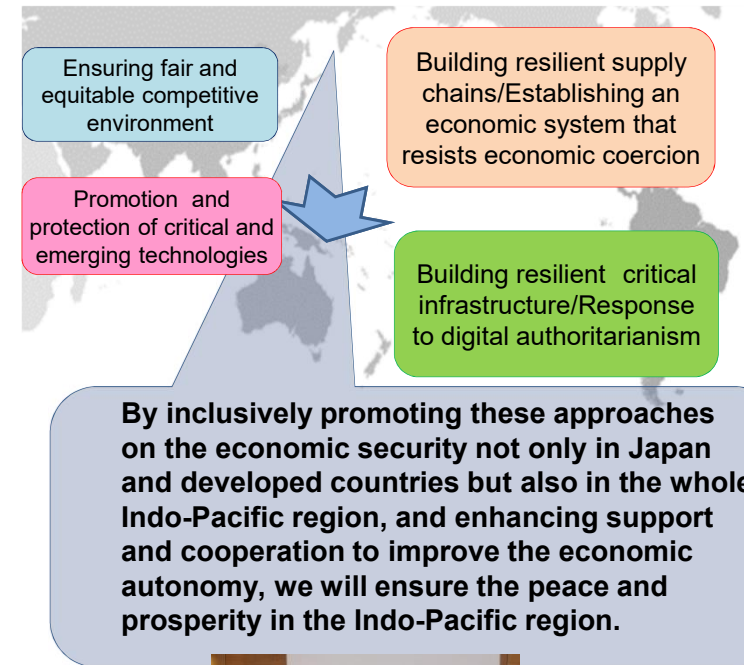 Ensuring fair and
equitable competitive
environment
Building resilient supply
chains/Establishing an
economic system that
resists economic coercion
Promotion and
protection of critical and
emerging technologies
Building resilient critical
infrastructure/Response
to digital authoritarianism
By inclusively promoting these approaches
on the economic security not only in Japan
and developed countries but also in the whole
Indo-Pacific region, and enhancing support
and cooperation to improve the economic
autonomy, we will ensure the peace and
prosperity in the Indo-Pacific region.